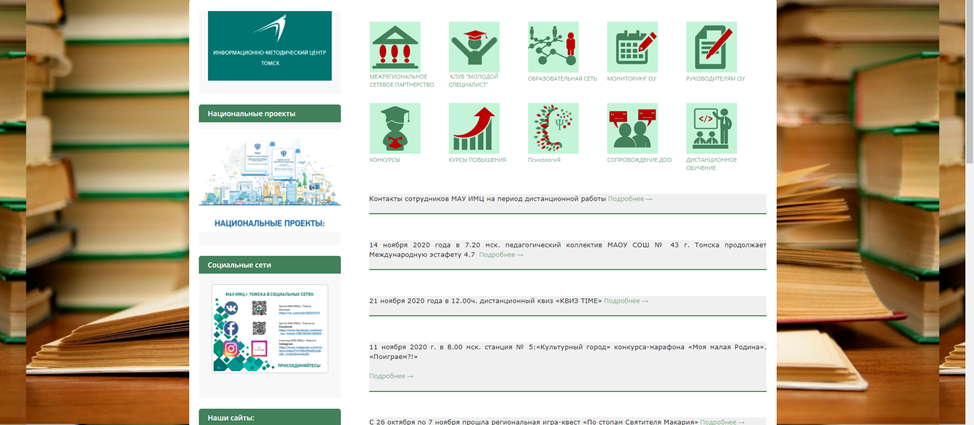 ИНФОРМАЦИОННО-МЕТОДИЧЕСКИЙ ЦЕНТР
ТОМСК
Национальные проекты
НАЦИОНАЛЬНЫЕ ПРОЕКТЫ:
Социальные сети
МАУ ИМЦ г. ТОМСКА В СОЦИАЛЬНЫХ СЕТЯХ:
ПРИСОЕДИНЯЙТЕСЬ!
Наши сайты:
МЕЖРЕГИОНАЛЬНОЕ
СЕТЕВОЕ ПАРТНЕРСТВО
КЛУБ "МОЛОДОЙ
СПЕЦИАЛИСТ"
ОБРАЗОВАТЕЛЬНАЯ СЕТЬ
МОНИТОРИНГ ОУ
РУКОВОДИТЕЛЯМ ОУ
КОНКУРСЫ
КУРСЫ ПОВЫШЕНИЯ
ПсихологиЯ
СОПРОВОЖДЕНИЕ ДОО
ДИСТАНЦИОННОЕ
ОБУЧЕНИЕ
Контакты сотрудников МАУ ИМЦ на период дистанционной работы Подробнее →
14 ноября 2020 года в 7.20 мск. педагогический коллектив МАОУ СОШ № 43 г. Томска продолжает
Международную эстафету 4.7 Подробнее →
21 ноября 2020 года в 12.00ч. дистанционный квиз «КВИЗ TIME» Подробнее →
11 ноября 2020 г. в 8.00 мск. станция № 5:«Культурный город» конкурса-марафона «Моя малая Родина».
«Поиграем?!»
Подробнее →
С 26 октября по 7 ноября прошла региональная игра-квест «По стопам Святителя Макария» Подробнее →